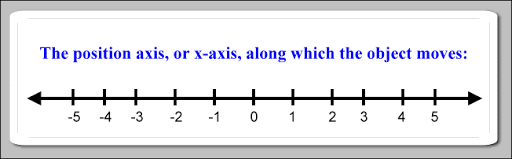 The position axis, or x-axis, along which the object moves:
-5 -4 -3 -2 -1 0 1 2 3 4 5